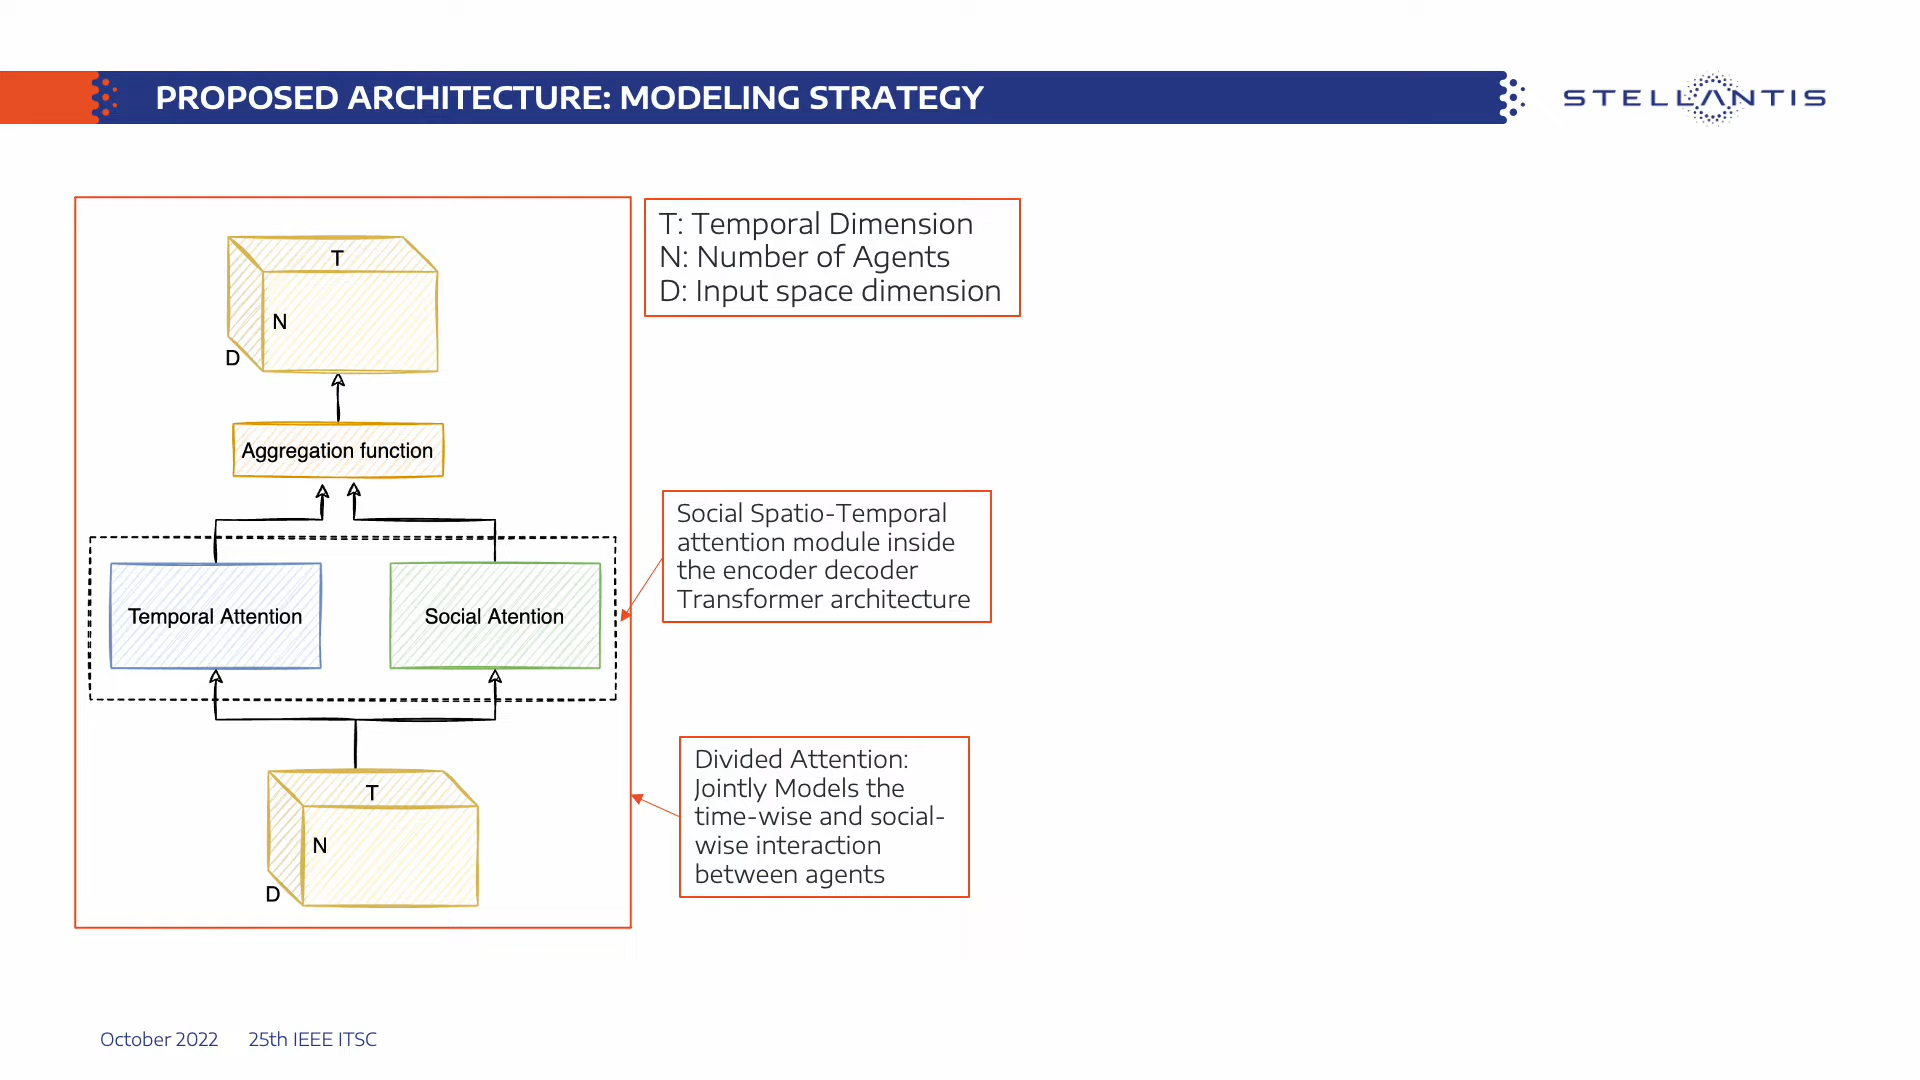 PROPOSED ARCHITECTURE: MODELING STRATEGY
STELLANTIS
T
N
D
Aggregation function
Temporal Attention
Social Atention
T
N
D
T: Temporal Dimension
N: Number of Agents
D: Input space dimension
Social Spatio-Temporal
attention module inside
the encoder decoder
Transformer architecture
Divided Attention:
Jointly Models the
time-wise and social-
wise interaction
between agents
October 2022 25th IEEE ITSC